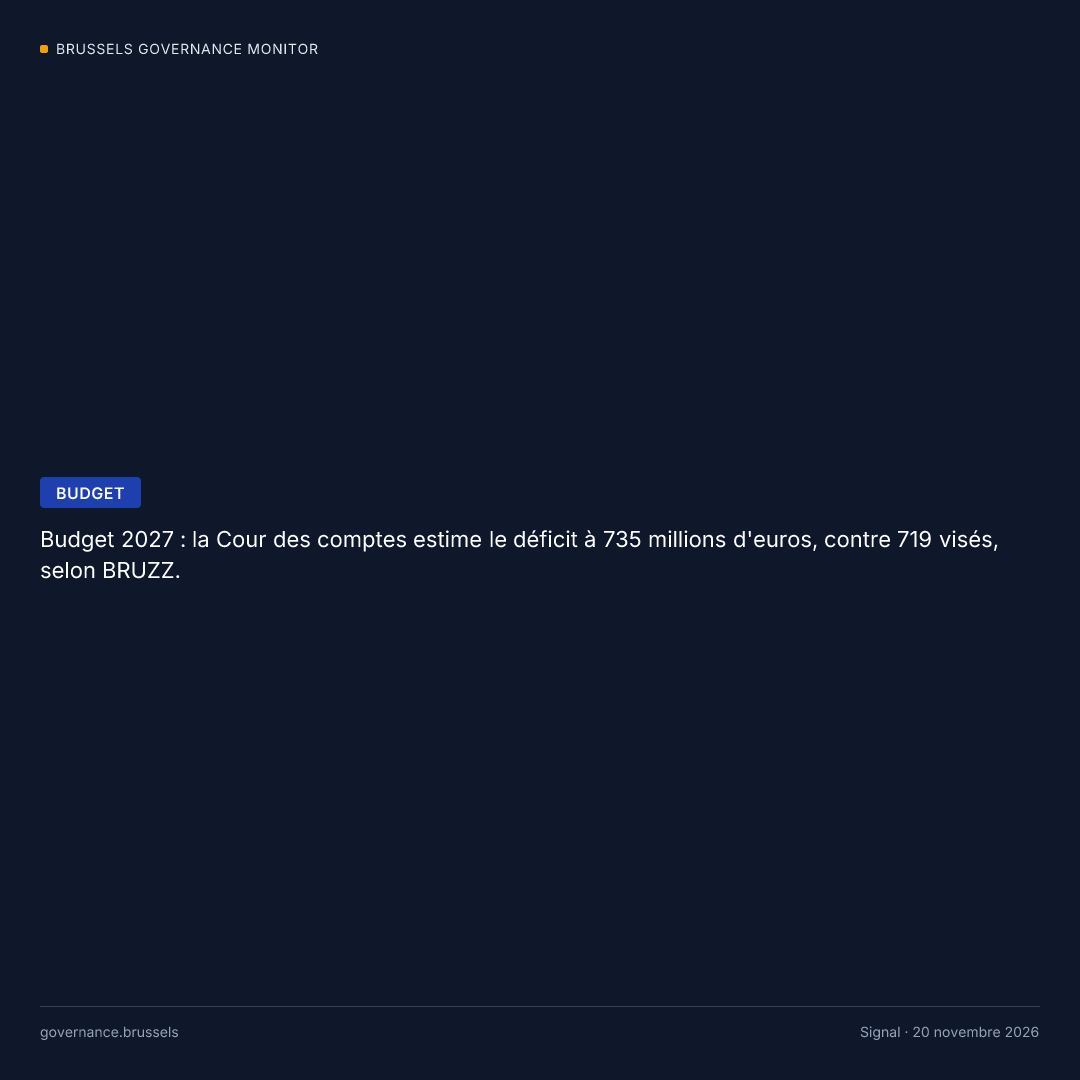 BRUSSELS GOVERNANCE MONITOR
BUDGET
Budget 2027 : la Cour des comptes estime le déficit à 735 millions d'euros, contre 719 visés,
selon BRUZZ.
governance.brussels
Signal · 20 novembre 2026